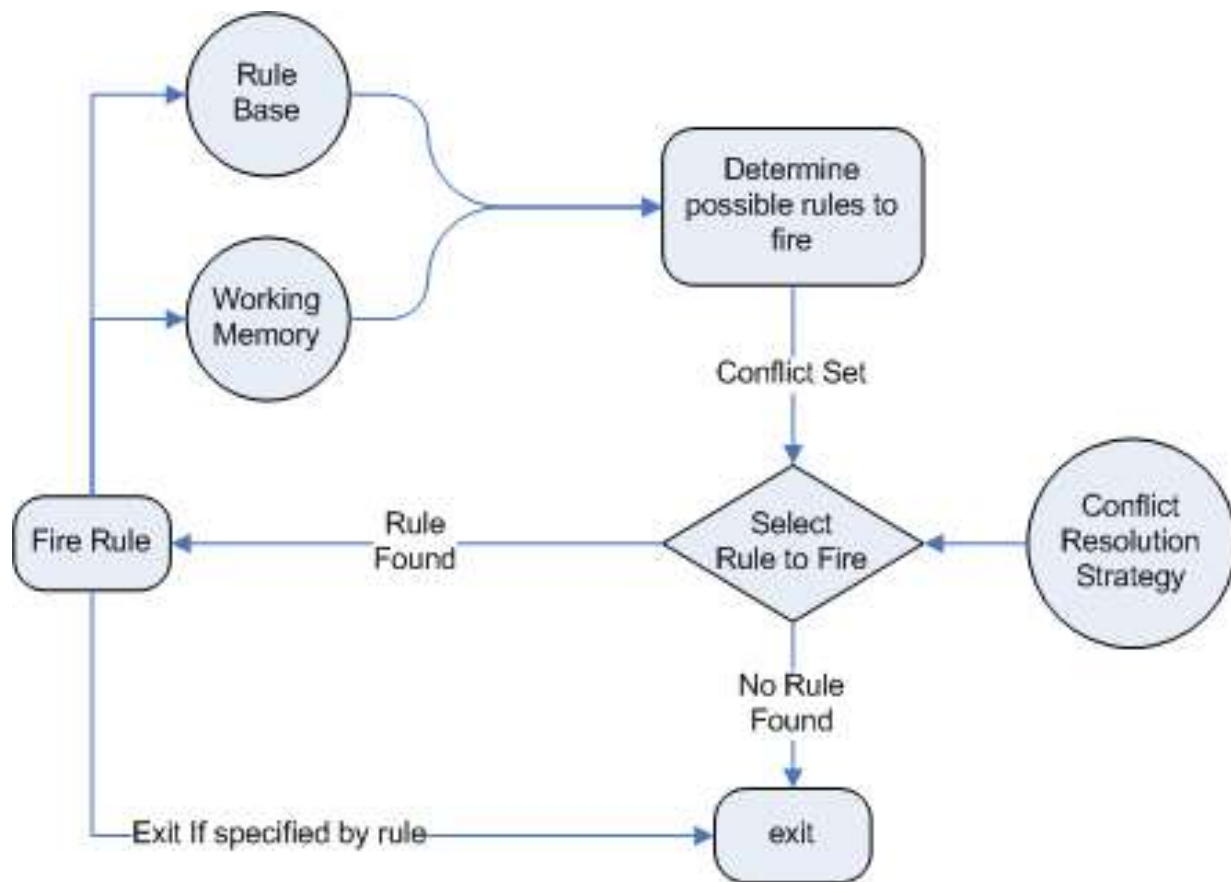 Rule
Base
Determine
possible rules to
fire
Working
Memory
Conflict Set
Conflict
Resolution
Strategy
Select
Rule to Fire
Rule
Found
Fire Rule
No Rule
Found
Exit If specified by rule
exit